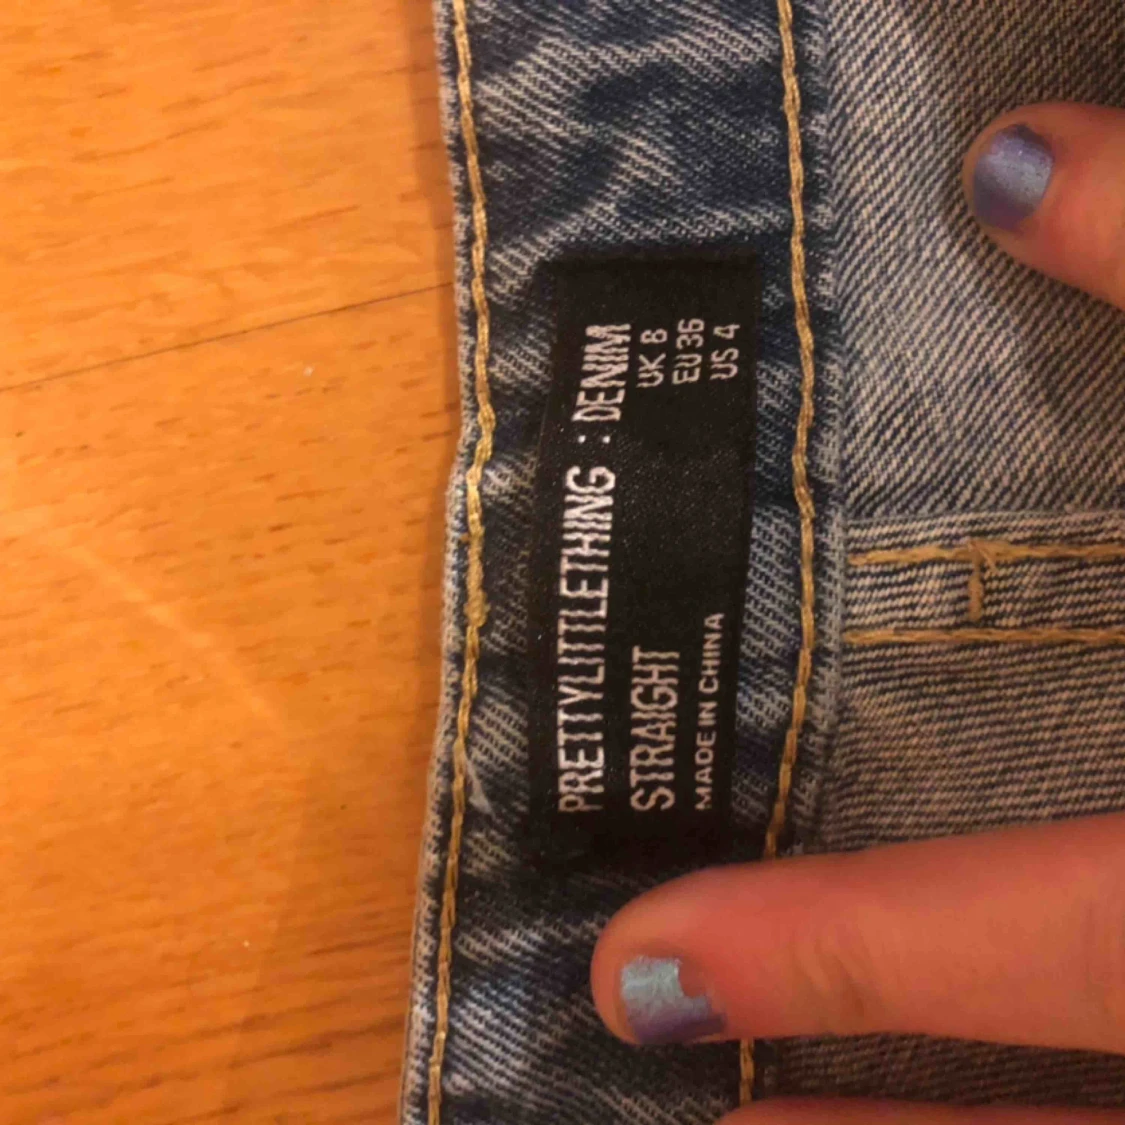 PRETTYLITTLETHING : DENIM
STRAIGHT
MADE IN CHINA
UK 8
EU 36
US 4